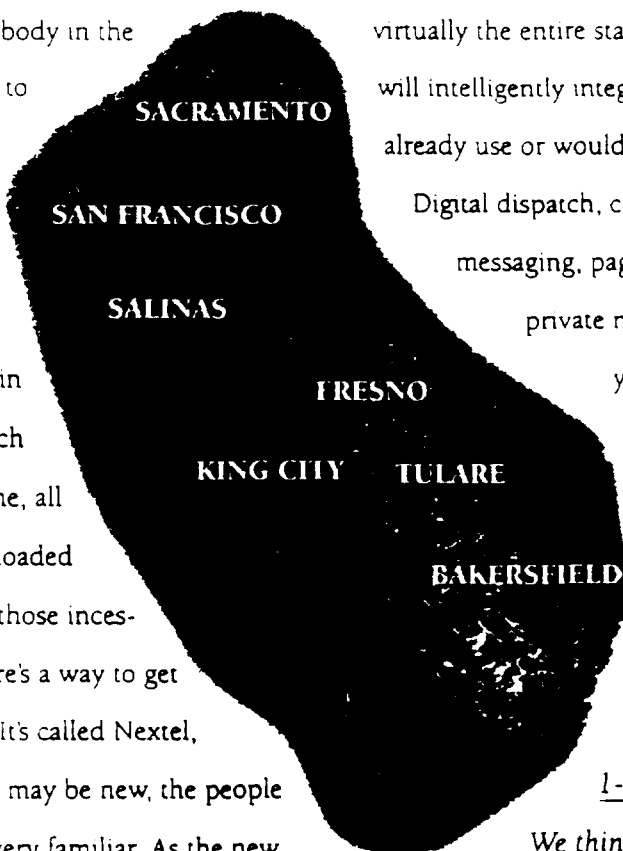 body in the
to
in
ch
ne, all
loaded
those inces-
re's a way to get
It's called Nextel,
may be new, the people
very familiar. As the new
SACRAMENTO
SAN FRANCISCO
SALINAS
FRESNO
KING CITY TULARE
BAKERSFIELD
virtually the entire sta
will intelligently integ
already use or would
Digital dispatch, c
messaging, pag
private n
y
1-
We thin